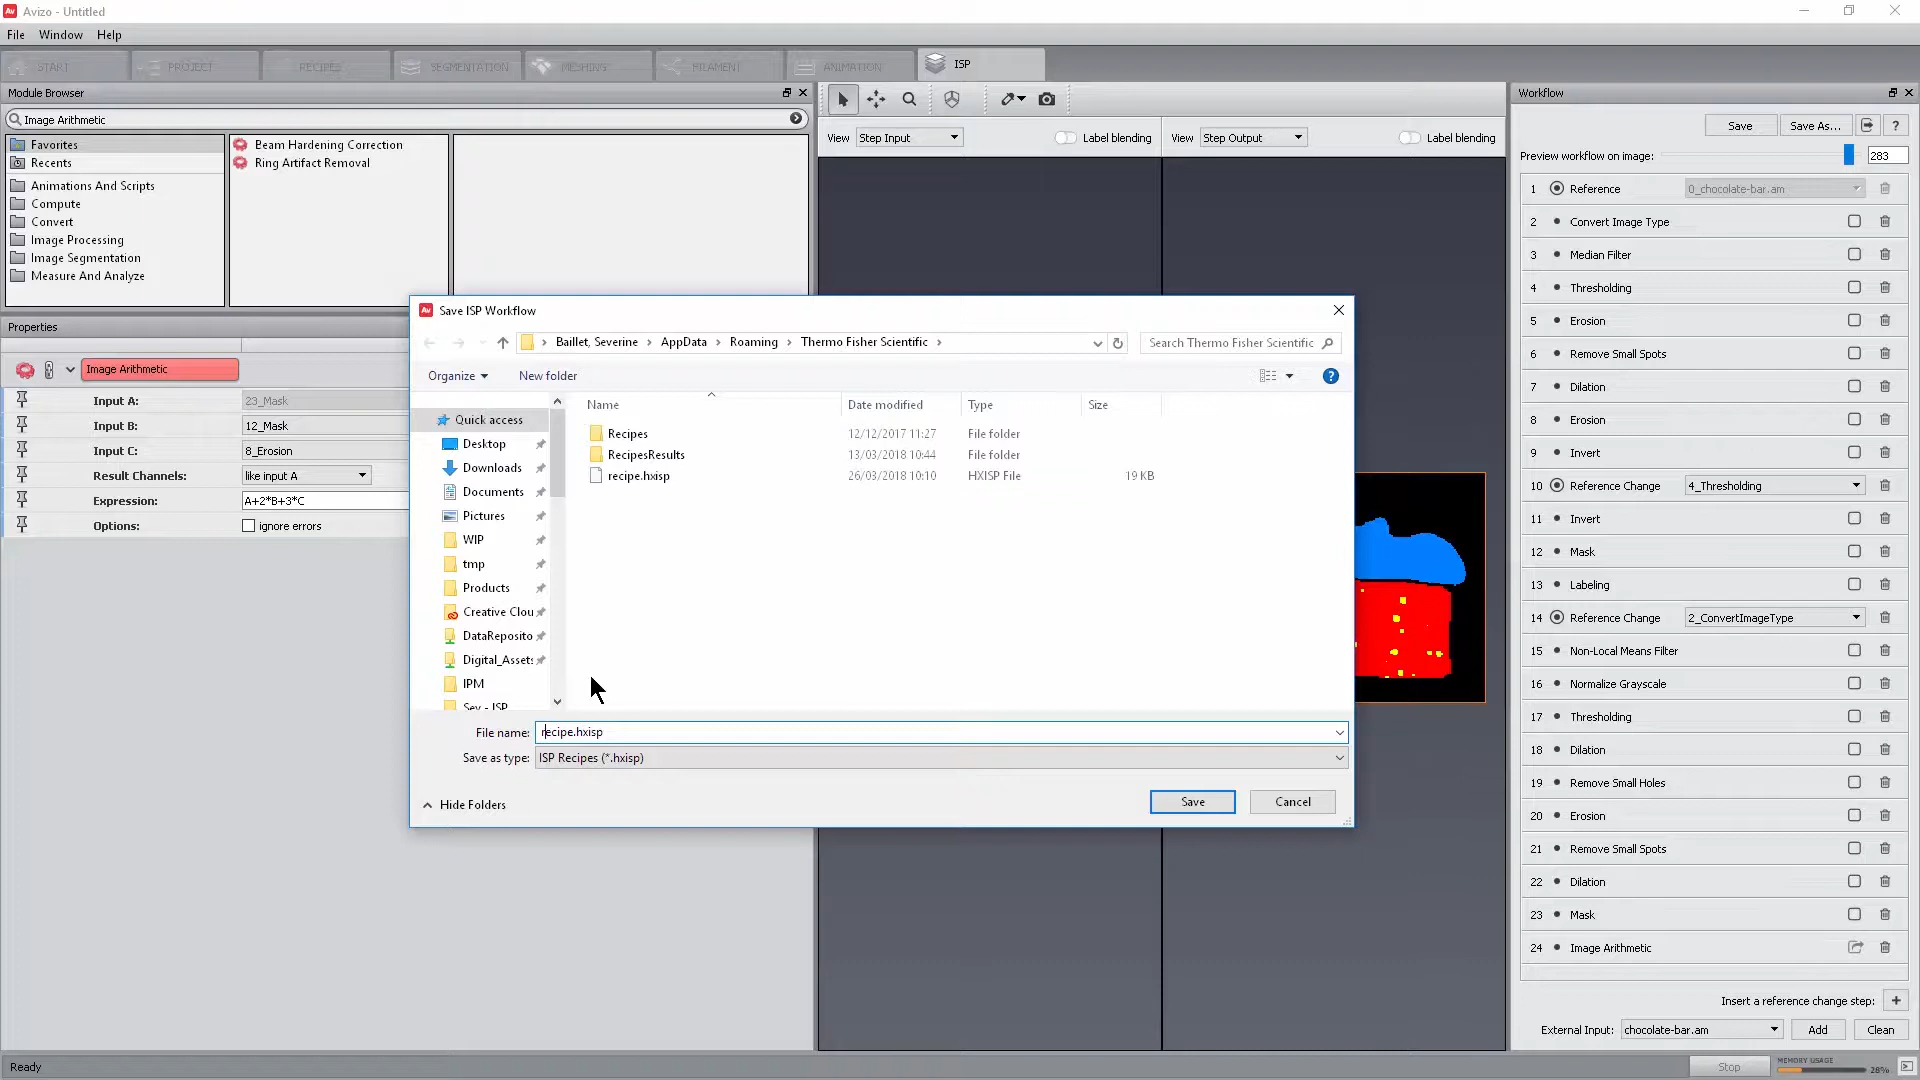 Avizo - Untitled
File Window Help
START PROJECT RECIPES SEGMENTATION MESHING FILAMENT ANIMATION ISP
Module Browser
Image Arithmetic
Favorites
Recents
Animations And Scripts
Compute
Convert
Image Processing
Image Segmentation
Measure And Analyze
Beam Hardening Correction
Ring Artifact Removal
Properties
Image Arithmetic
Input A: 23_Mask
Input B: 12_Mask
Input C: 8_Erosion
Result Channels: like input A
Expression: A+2*B+3*C
Options: ignore errors
View Step Input Label blending
View Step Output Label blending
Save ISP Workflow
Baillet, Severine AppData Roaming Thermo Fisher Scientific
Search Thermo Fisher Scientific
Organize New folder
Quick access
Desktop
Downloads
Documents
Pictures
WIP
tmp
Products
Creative Clou
DataReposito
Digital_Assets
IPM
Sev - ISP
Name Date modified Type Size
Recipes 12/12/2017 11:27 File folder
RecipesResults 13/03/2018 10:44 File folder
recipe.hxisp 26/03/2018 10:10 HXISP File 19 KB
File name: recipe.hxisp
Save as type: ISP Recipes (*.hxisp)
Hide Folders
Save Cancel
Workflow
Save Save As... ?
Preview workflow on image: 283
1 Reference 0_chocolate-bar.am
2 Convert Image Type
3 Median Filter
4 Thresholding
5 Erosion
6 Remove Small Spots
7 Dilation
8 Erosion
9 Invert
10 Reference Change 4_Thresholding
11 Invert
12 Mask
13 Labeling
14 Reference Change 2_ConvertImageType
15 Non-Local Means Filter
16 Normalize Grayscale
17 Thresholding
18 Dilation
19 Remove Small Holes
20 Erosion
21 Remove Small Spots
22 Dilation
23 Mask
24 Image Arithmetic
Insert a reference change step: +
External Input: chocolate-bar.am Add Clean
Ready
Stop
MEMORY USAGE
28%